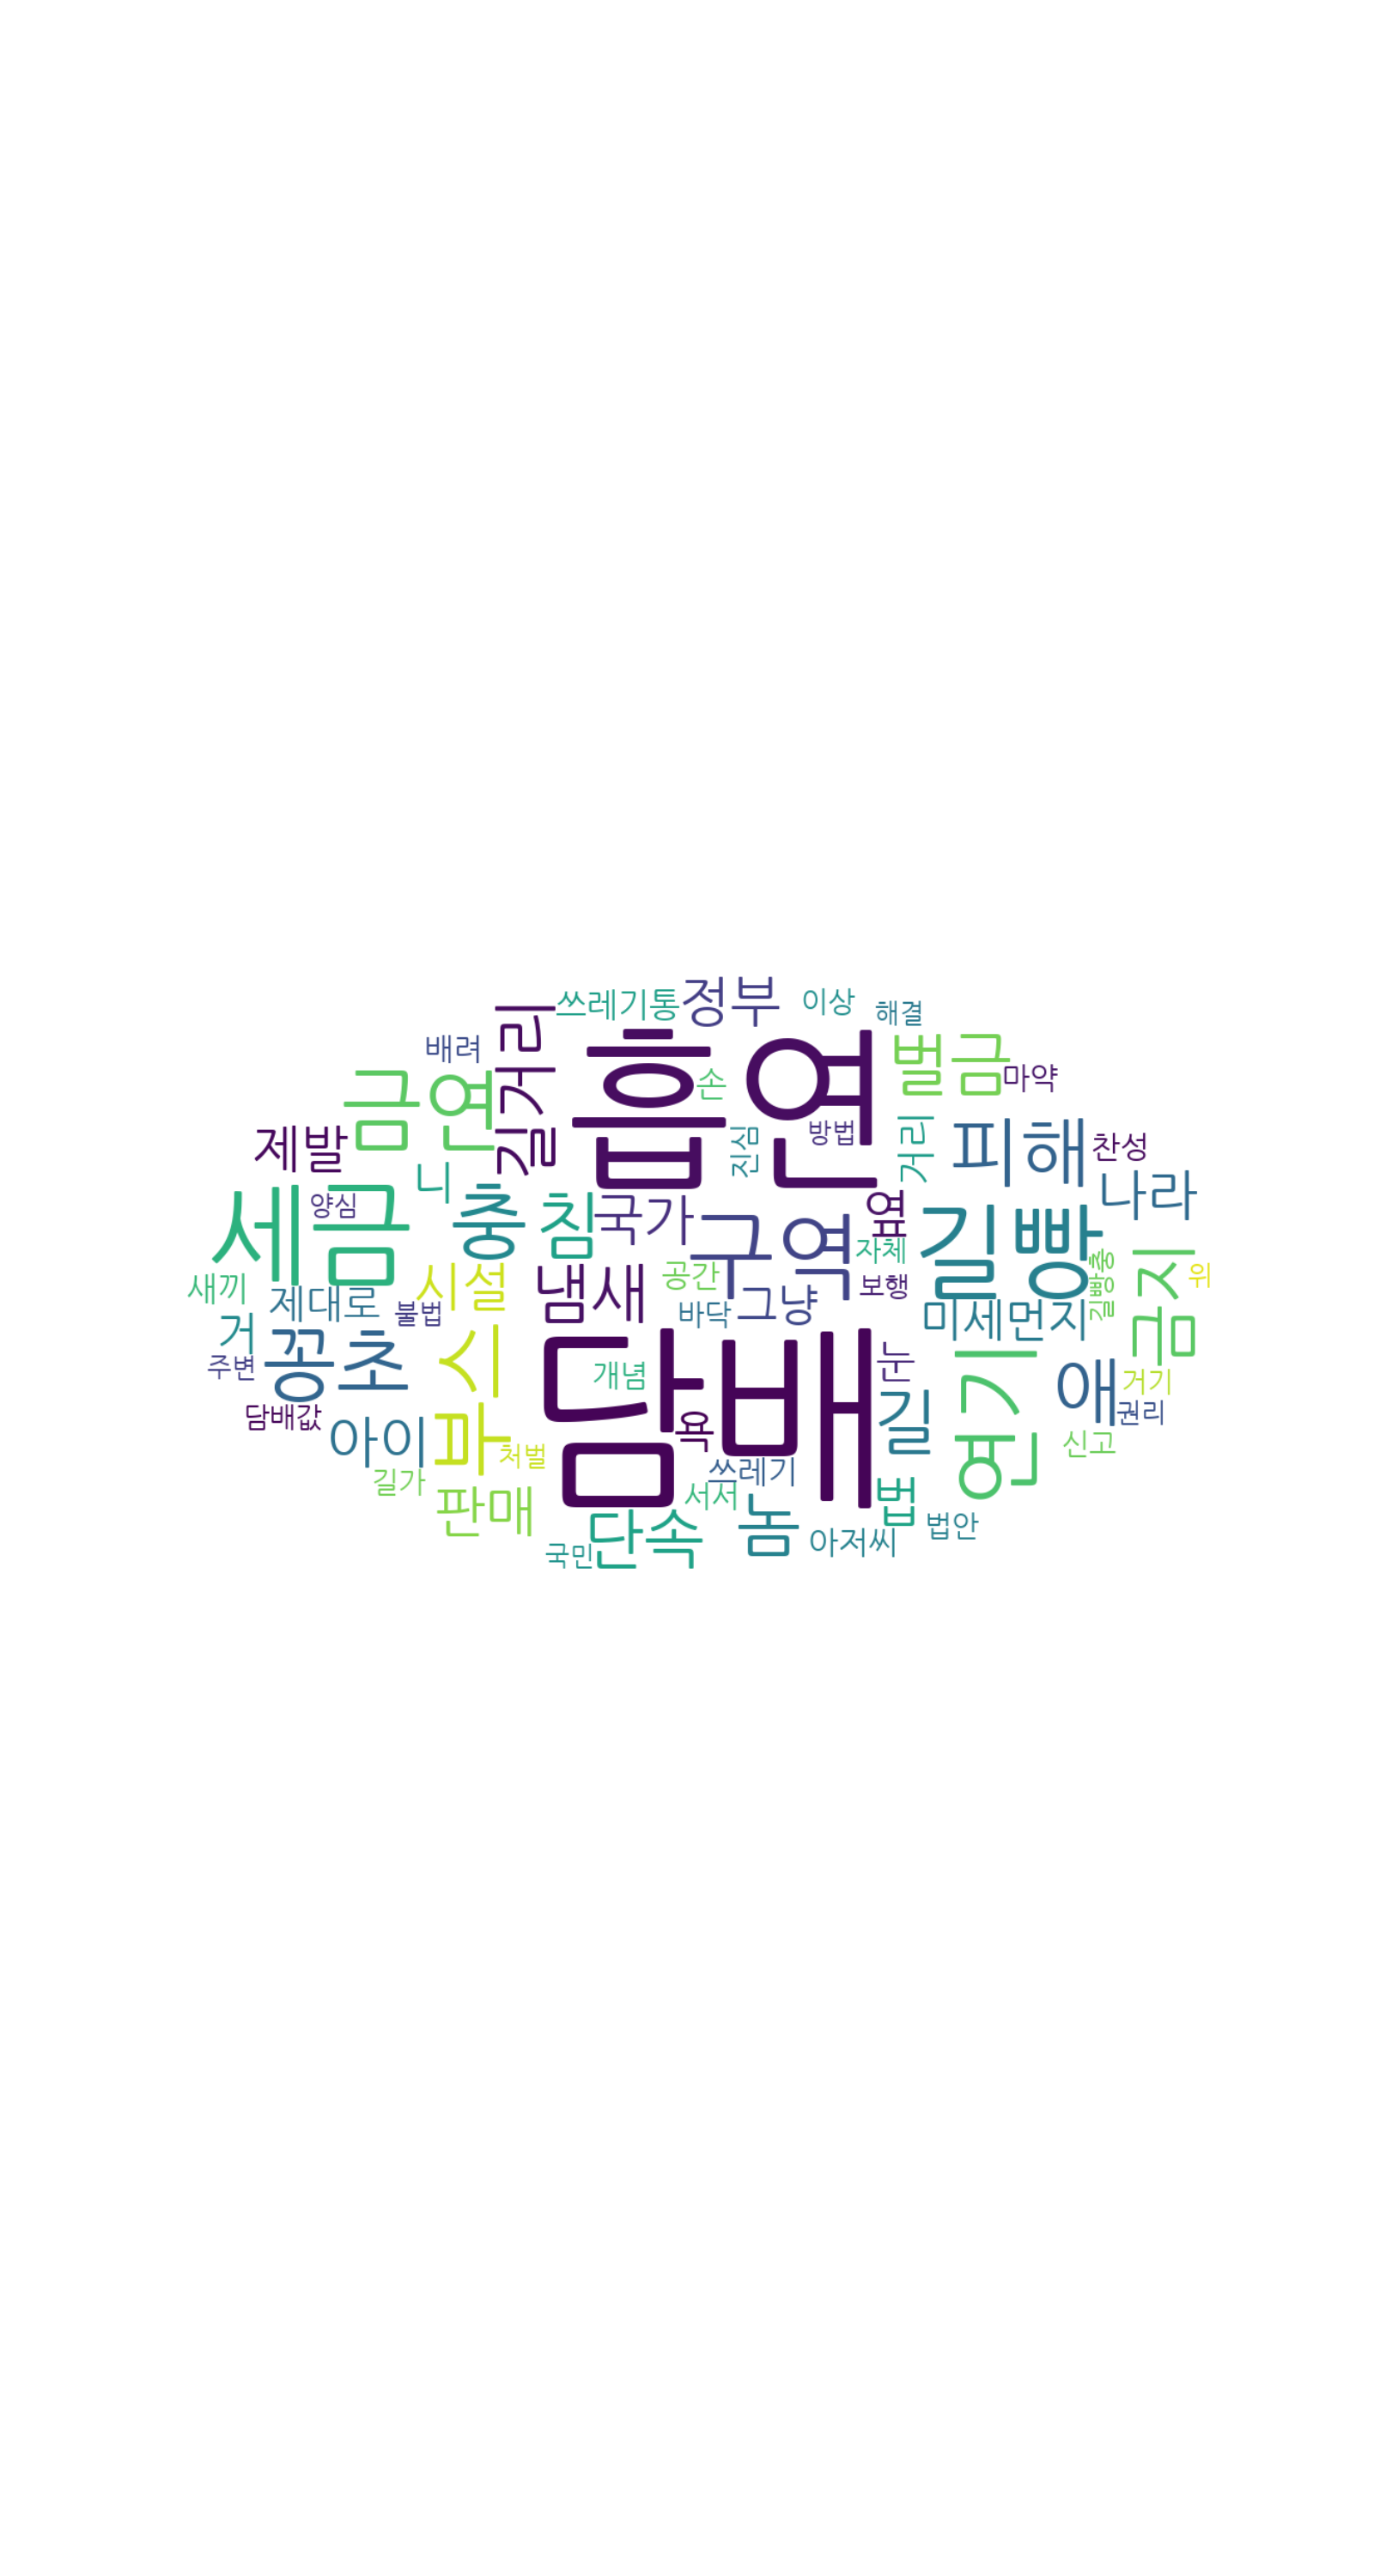 쓰레기통
정부
이상
해결
배려
길거리
흡연
손
벌금
마약
금연
제발
니
진심
방법
거리
피해
찬성
나라
세금
양심
충
침
국가
구역
옆
자체
길빵
길빵충
금지
위
새끼
제대로
불법
시설
냄새
공간
바닥
그냥
보행
미세먼지
거
주변
꽁초
부스
담배
개념
욕
눈
길
연기
애
거기
권리
담배값
아이
처벌
쓰레기
신고
길가
판매
서서
법
법안
국민
단속
놈
아저씨